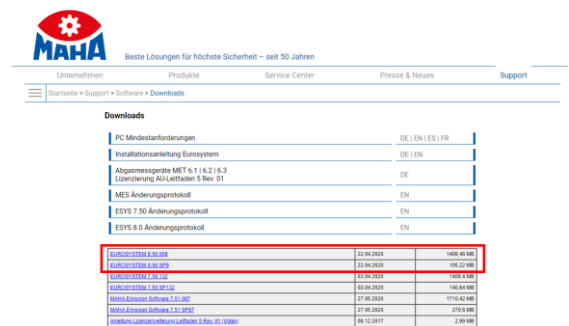 MAHA
Beste Lösungen für höchste Sicherheit – seit 50 Jahren
Unternehmen Produkte Service Center Presse & Neues Support
Startseite > Support > Software > Downloads
Downloads
PC Mindestanforderungen DE | EN | ES | FR
Installationsanleitung Eurosystem DE | EN
Abgasmessgeräte MET 6.1 | 6.2 | 6.3
Lizenzierung AU-Leitfaden 5 Rev. 01 DE
MES Änderungsprotokoll EN
ESYS 7.50 Änderungsprotokoll EN
ESYS 8.0 Änderungsprotokoll EN
EUROSYSTEM 8.00.009 22.04.2020 1409,46 MB
EUROSYSTEM 8.00 SP9 22.04.2020 105,22 MB
EUROSYSTEM 7.50.132 03.04.2020 1409,4 MB
EUROSYSTEM 7.50 SP132 03.04.2020 140,64 MB
MAHA Emission Software 7.51.087 27.05.2020 1710,42 MB
MAHA Emission Software 7.51 SP87 27.05.2020 270,6 MB
Anleitung Lizenzerweiterung Leitfaden 5 Rev. 01 (Video) 06.12.2017 2,99 MB